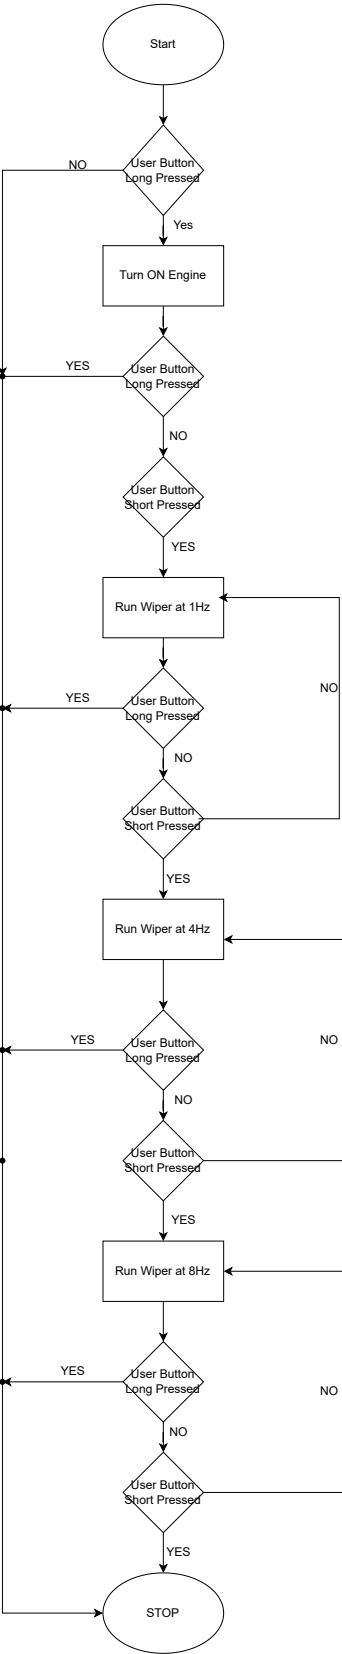 Start
User Button
Long Pressed
NO
Yes
Turn ON Engine
User Button
Long Pressed
YES
NO
User Button
Short Pressed
YES
Run Wiper at 1Hz
NO
User Button
Long Pressed
YES
NO
User Button
Short Pressed
YES
Run Wiper at 4Hz
User Button
Long Pressed
YES
NO
NO
User Button
Short Pressed
YES
Run Wiper at 8Hz
User Button
Long Pressed
YES
NO
NO
User Button
Short Pressed
YES
STOP